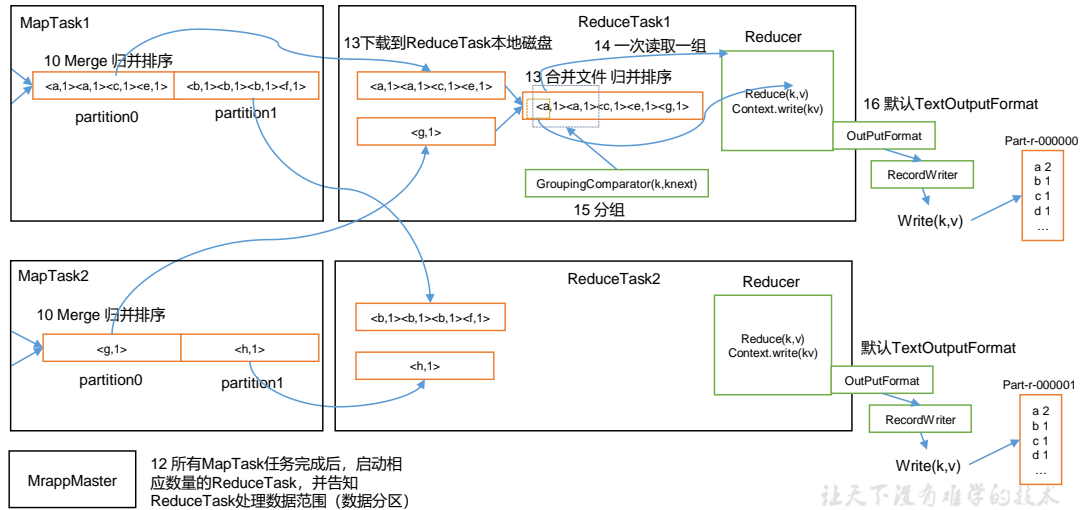 MapTask1
10 Merge 归并排序
<a,1><a,1><c,1><e,1>
<b,1><b,1><b,1><f,1>
partition0
partition1
ReduceTask1
13下载到ReduceTask本地磁盘
14 一次读取一组
<a,1><a,1><c,1><e,1>
13 合并文件 归并排序
<a,1><a,1><c,1><e,1><g,1>
<g,1>
GroupingComparator(k,knext)
15 分组
Reducer
Reduce(k,v)
Context.write(kv)
16 默认TextOutputFormat
OutPutFormat
RecordWriter
Write(k,v)
Part-r-000000
a 2
b 1
c 1
d 1
...
MapTask2
10 Merge 归并排序
<g,1>
<h,1>
partition0
partition1
ReduceTask2
<b,1><b,1><b,1><f,1>
<h,1>
Reducer
Reduce(k,v)
Context.write(kv)
默认TextOutputFormat
OutPutFormat
RecordWriter
Write(k,v)
Part-r-000001
a 2
b 1
c 1
d 1
...
MrappMaster
12 所有MapTask任务完成后，启动相
应数量的ReduceTask，并告知
ReduceTask处理数据范围（数据分区）
让天下没有难学的技术